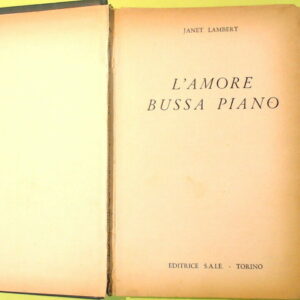 JANET LAMBERT
L'AMORE
BUSSA PIANO
EDITRICE S.A.I.E. - TORINO